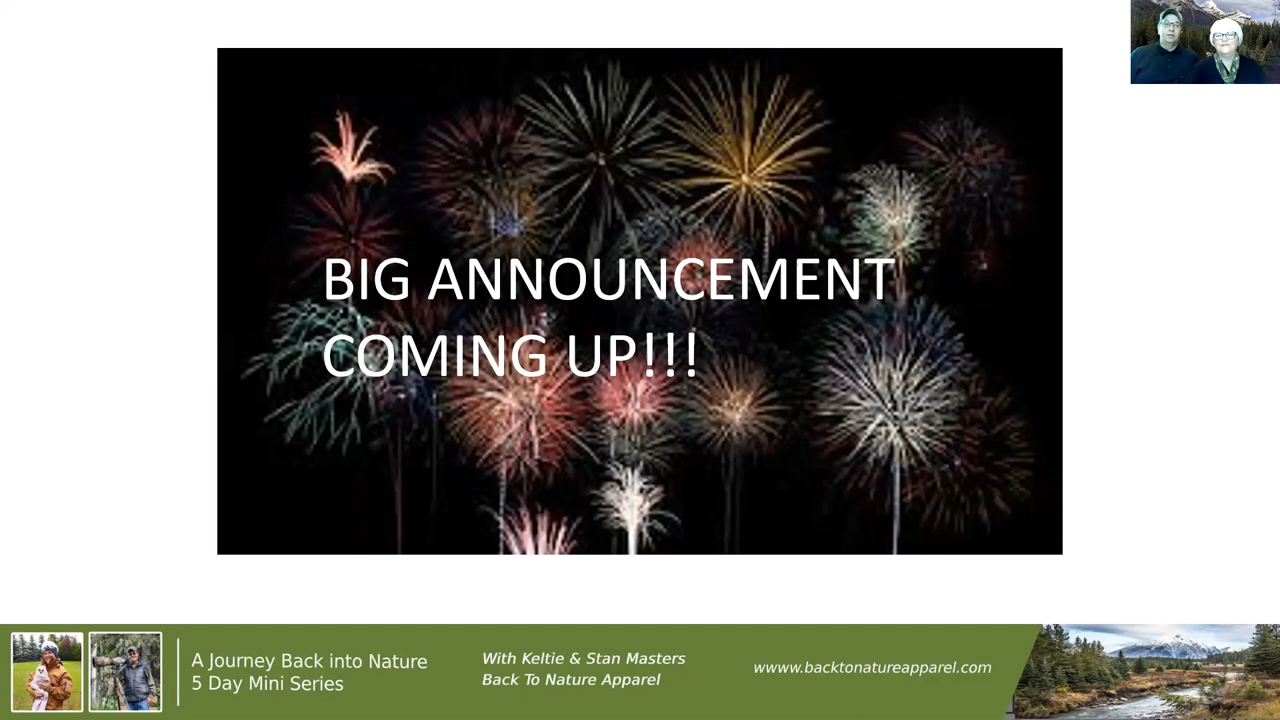 BIG ANNOUNCEMENT
COMING UP!!!
A Journey Back into Nature
5 Day Mini Series
With Keltie & Stan Masters
Back To Nature Apparel
www.backtonatureapparel.com